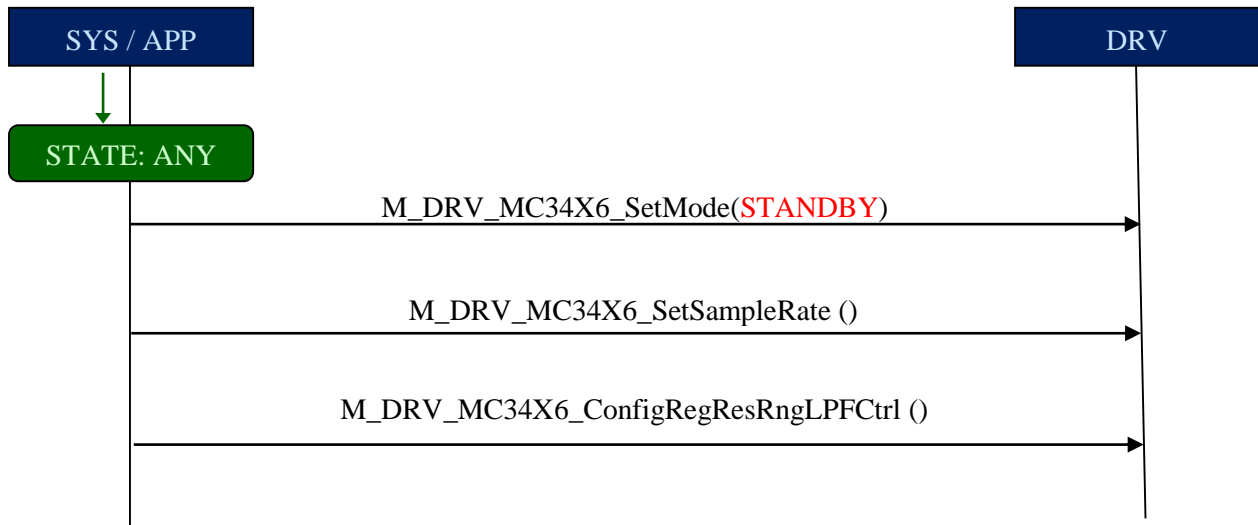 SYS / APP
DRV
STATE: ANY
M_DRV_MC34X6_SetMode(STANDBY)
M_DRV_MC34X6_SetSampleRate ()
M_DRV_MC34X6_ConfigRegResRngLPFCtrl ()